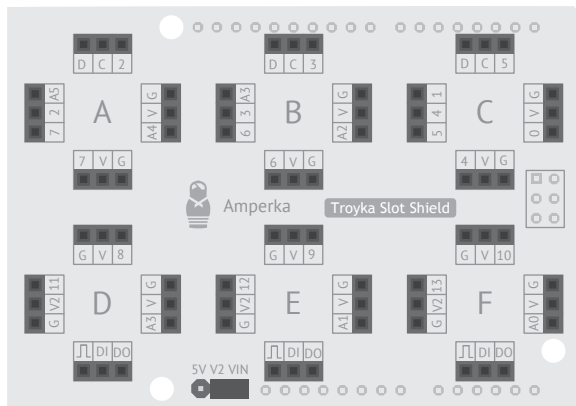 D C 2
D C 3
D C 5
A5 2 7
A
G V A4
A3 3 6
B
G V A2
1 4 5
C
G V 0
7 V G
6 V G
4 V G
Amperka
Troyka Slot Shield
G V 8
G V 9
G V 10
11 V2 G
D
G V A3
12 V2 G
E
G V A1
13 V2 G
F
G V A0
DI DO
DI DO
DI DO
5V V2 VIN